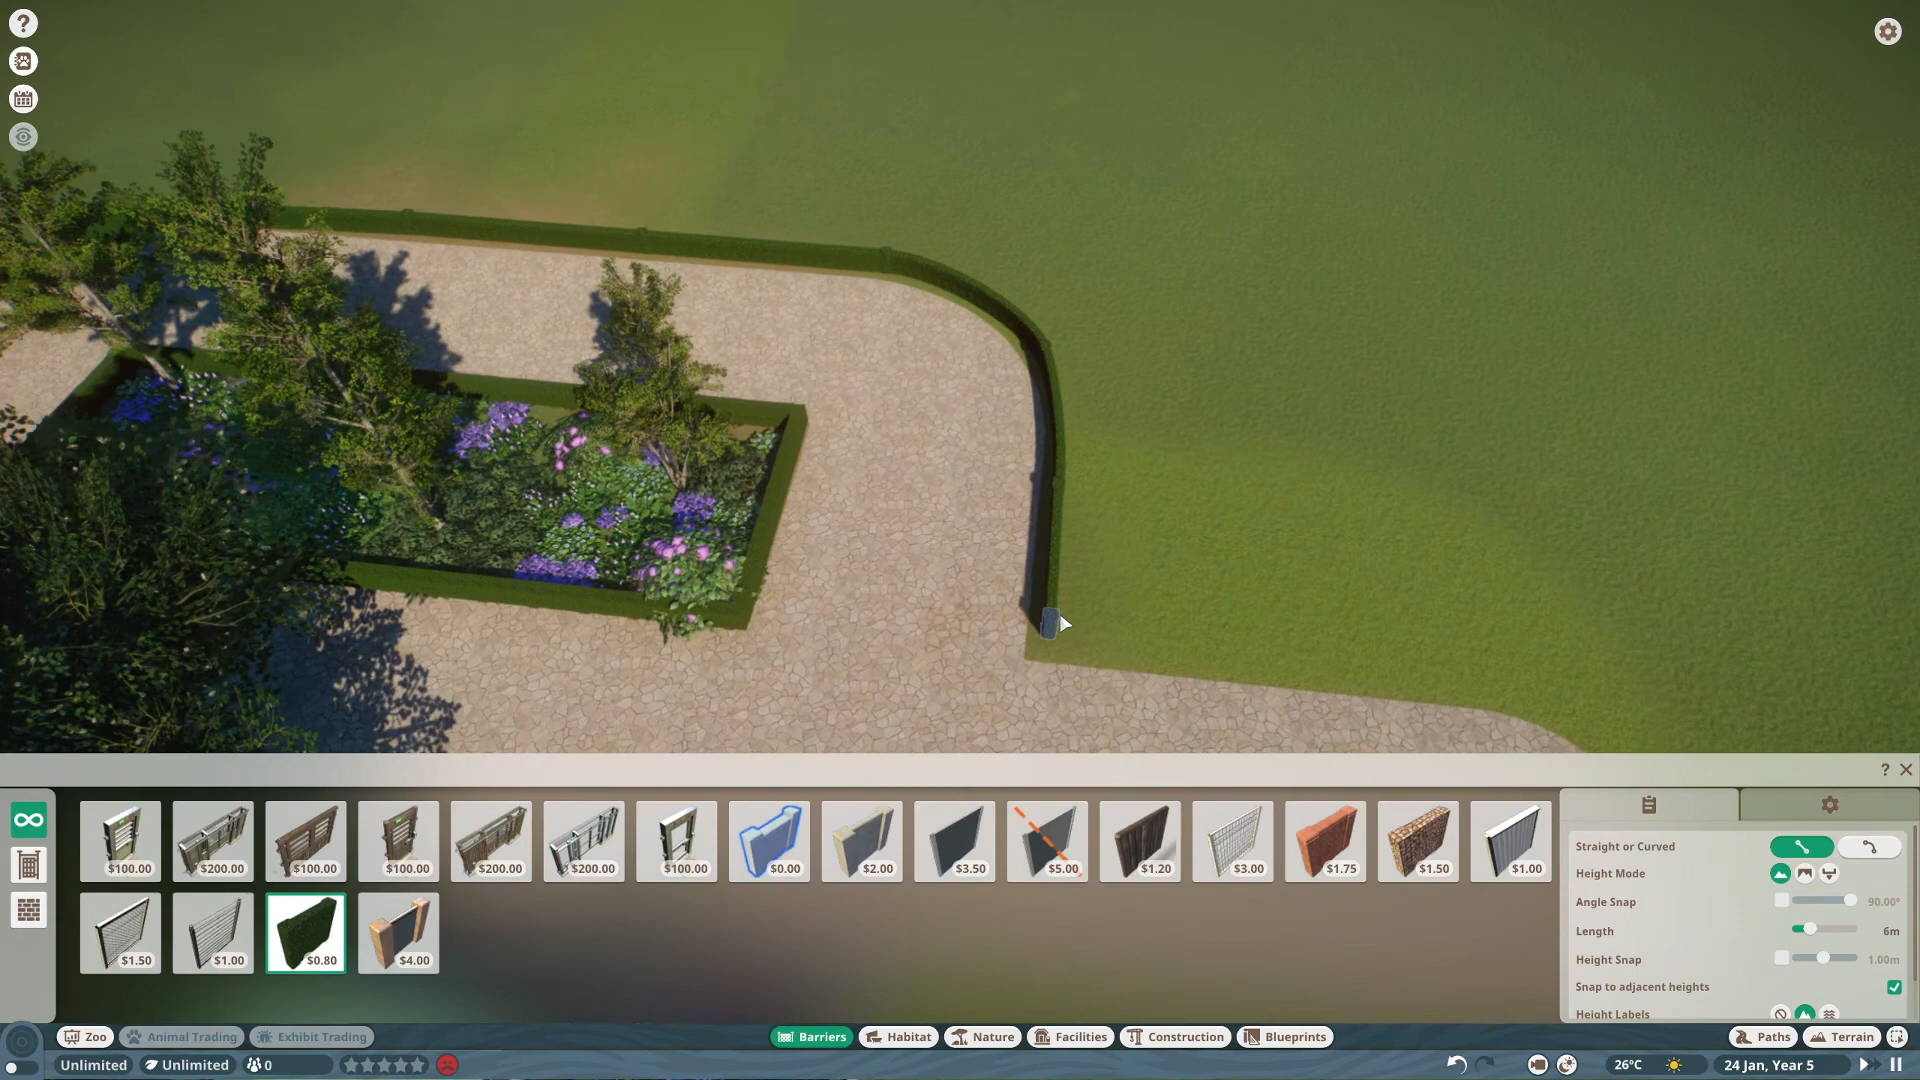 ?
? ✕
$100.00 $200.00 $100.00 $100.00 $200.00 $200.00 $100.00 $0.00 $2.00 $3.50 $5.00 $1.20 $3.00 $1.75 $1.50 $1.00
$1.50 $1.00 $0.80 $4.00
Straight or Curved
Height Mode
Angle Snap 90.00°
Length 6m
Height Snap 1.00m
Snap to adjacent heights
Height Labels
Zoo Animal Trading Exhibit Trading Barriers Habitat Nature Facilities Construction Blueprints Paths Terrain
Unlimited Unlimited 0 26°C 24 Jan, Year 5